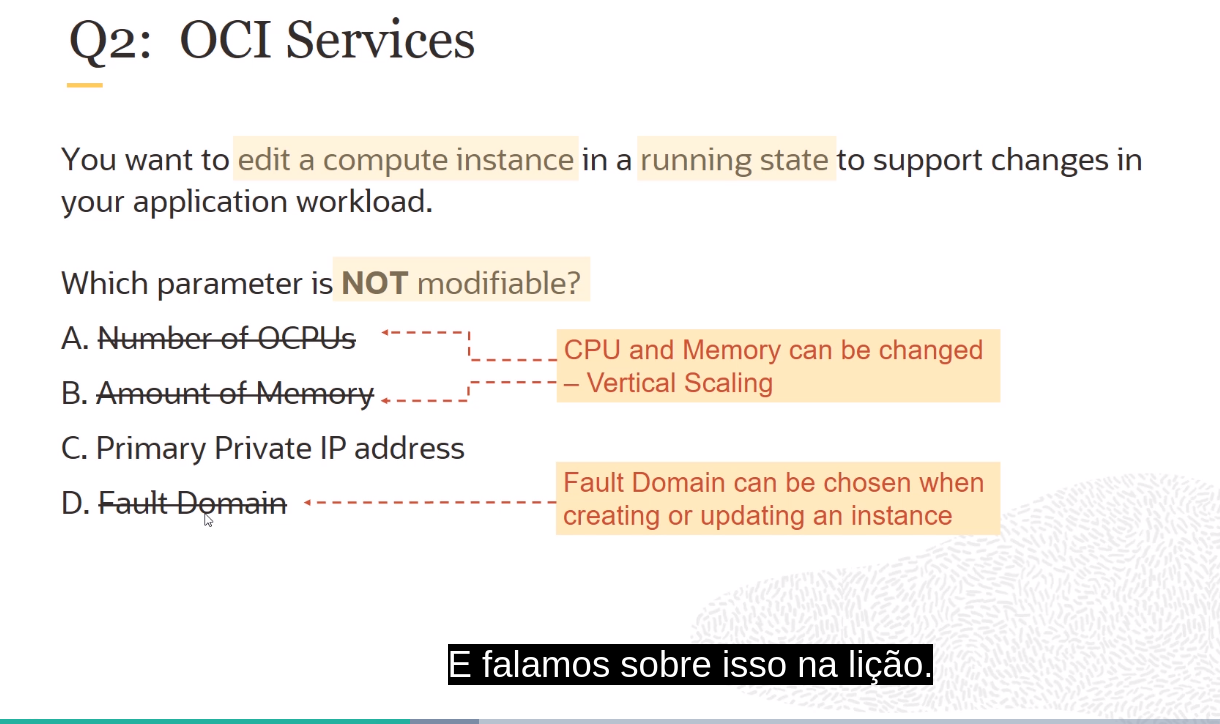 Q2: OCI Services
You want to edit a compute instance in a running state to support changes in
your application workload.
Which parameter is NOT modifiable?
A. Number of OCPUs
CPU and Memory can be changed
– Vertical Scaling
B. Amount of Memory
C. Primary Private IP address
D. Fault Domain
Fault Domain can be chosen when
creating or updating an instance
E falamos sobre isso na lição.